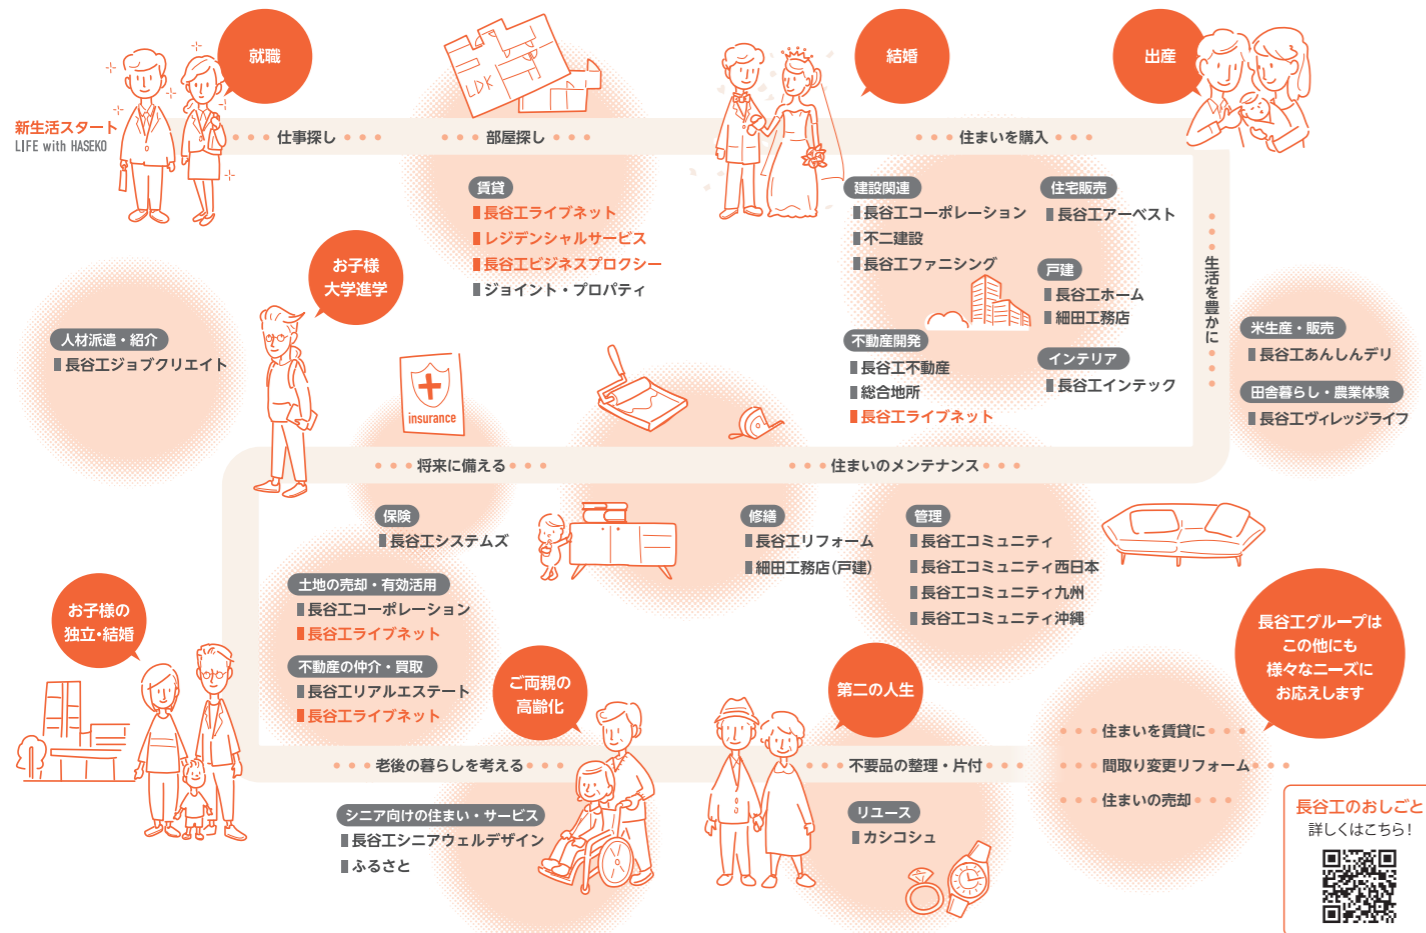 新生活スタート
LIFE with HASEKO
就職
仕事探し
部屋探し
LDK
賃貸
長谷工ライブネット
レジデンシャルサービス
長谷工ビジネスプロクシー
ジョイント・プロパティ
人材派遣・紹介
長谷工ジョブクリエイト
結婚
住まいを購入
出産
建設関連
長谷工コーポレーション
不二建設
長谷工ファニシング
住宅販売
長谷工アーベスト
戸建
長谷工ホーム
細田工務店
不動産開発
長谷工不動産
総合地所
長谷工ライブネット
インテリア
長谷工インテック
生活を豊かに
米生産・販売
長谷工あんしんデリ
田舎暮らし・農業体験
長谷工ヴィレッジライフ
住まいのメンテナンス
修繕
長谷工リフォーム
細田工務店(戸建)
管理
長谷工コミュニティ
長谷工コミュニティ西日本
長谷工コミュニティ九州
長谷工コミュニティ沖縄
お子様
大学進学
insurance
将来に備える
保険
長谷工システムズ
土地の売却・有効活用
長谷工コーポレーション
長谷工ライブネット
不動産の仲介・買取
長谷工リアルエステート
長谷工ライブネット
お子様の
独立・結婚
ご両親の
高齢化
老後の暮らしを考える
シニア向けの住まい・サービス
長谷工シニアウェルデザイン
ふるさと
第二の人生
不要品の整理・片付
リユース
カシコシュ
長谷工グループは
この他にも
様々なニーズに
お応えします
住まいを賃貸に
間取り変更リフォーム
住まいの売却
長谷工のおしごと
詳しくはこちら!